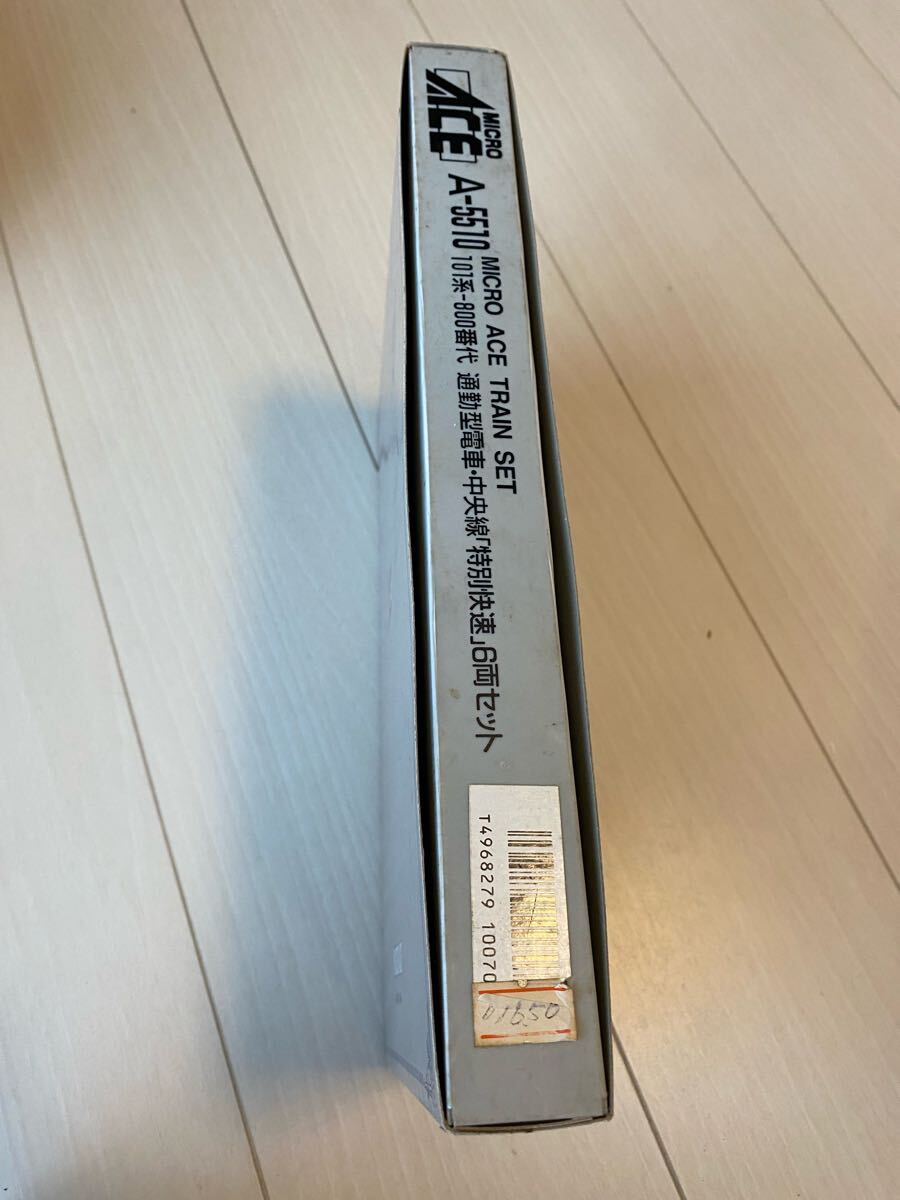 MICRO
ACE
A-5510
MICRO ACE TRAIN SET
101系-800番代 通勤型電車・中央線「特別快速」6両セット
T4968279 10070